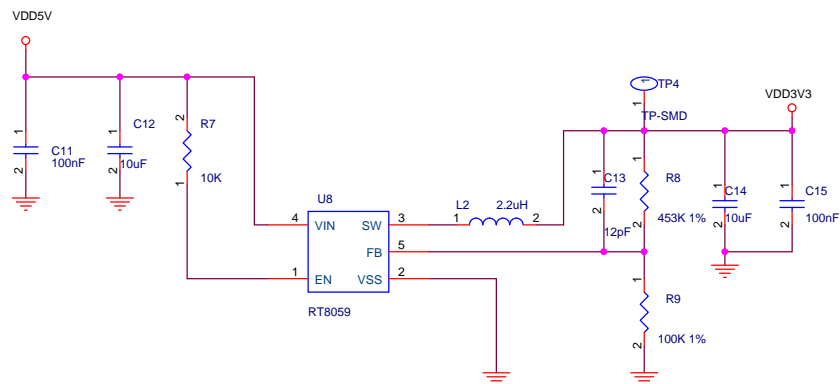 VDD5V
VDD3V3
1 TP4
TP-SMD
1
C11
100nF
2
1
C12
10uF
2
2
R7
1
10K
U8
4 VIN SW 3
FB 5
1 EN VSS 2
RT8059
L2 2.2uH
1 2
1
C13
2
12pF
1
1
R8
2
453K 1%
1
C14
2
10uF
1
C15
2
100nF
1
R9
2
100K 1%